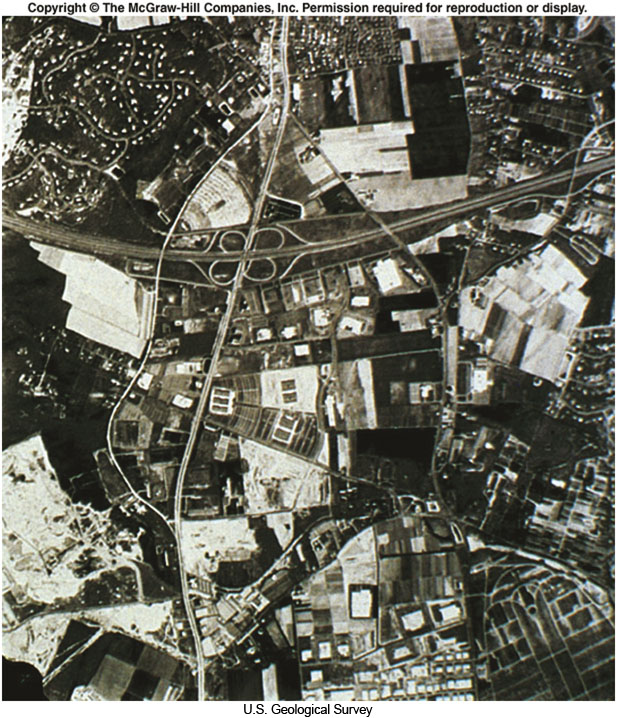 Copyright © The McGraw-Hill Companies, Inc. Permission required for reproduction or display.
U.S. Geological Survey